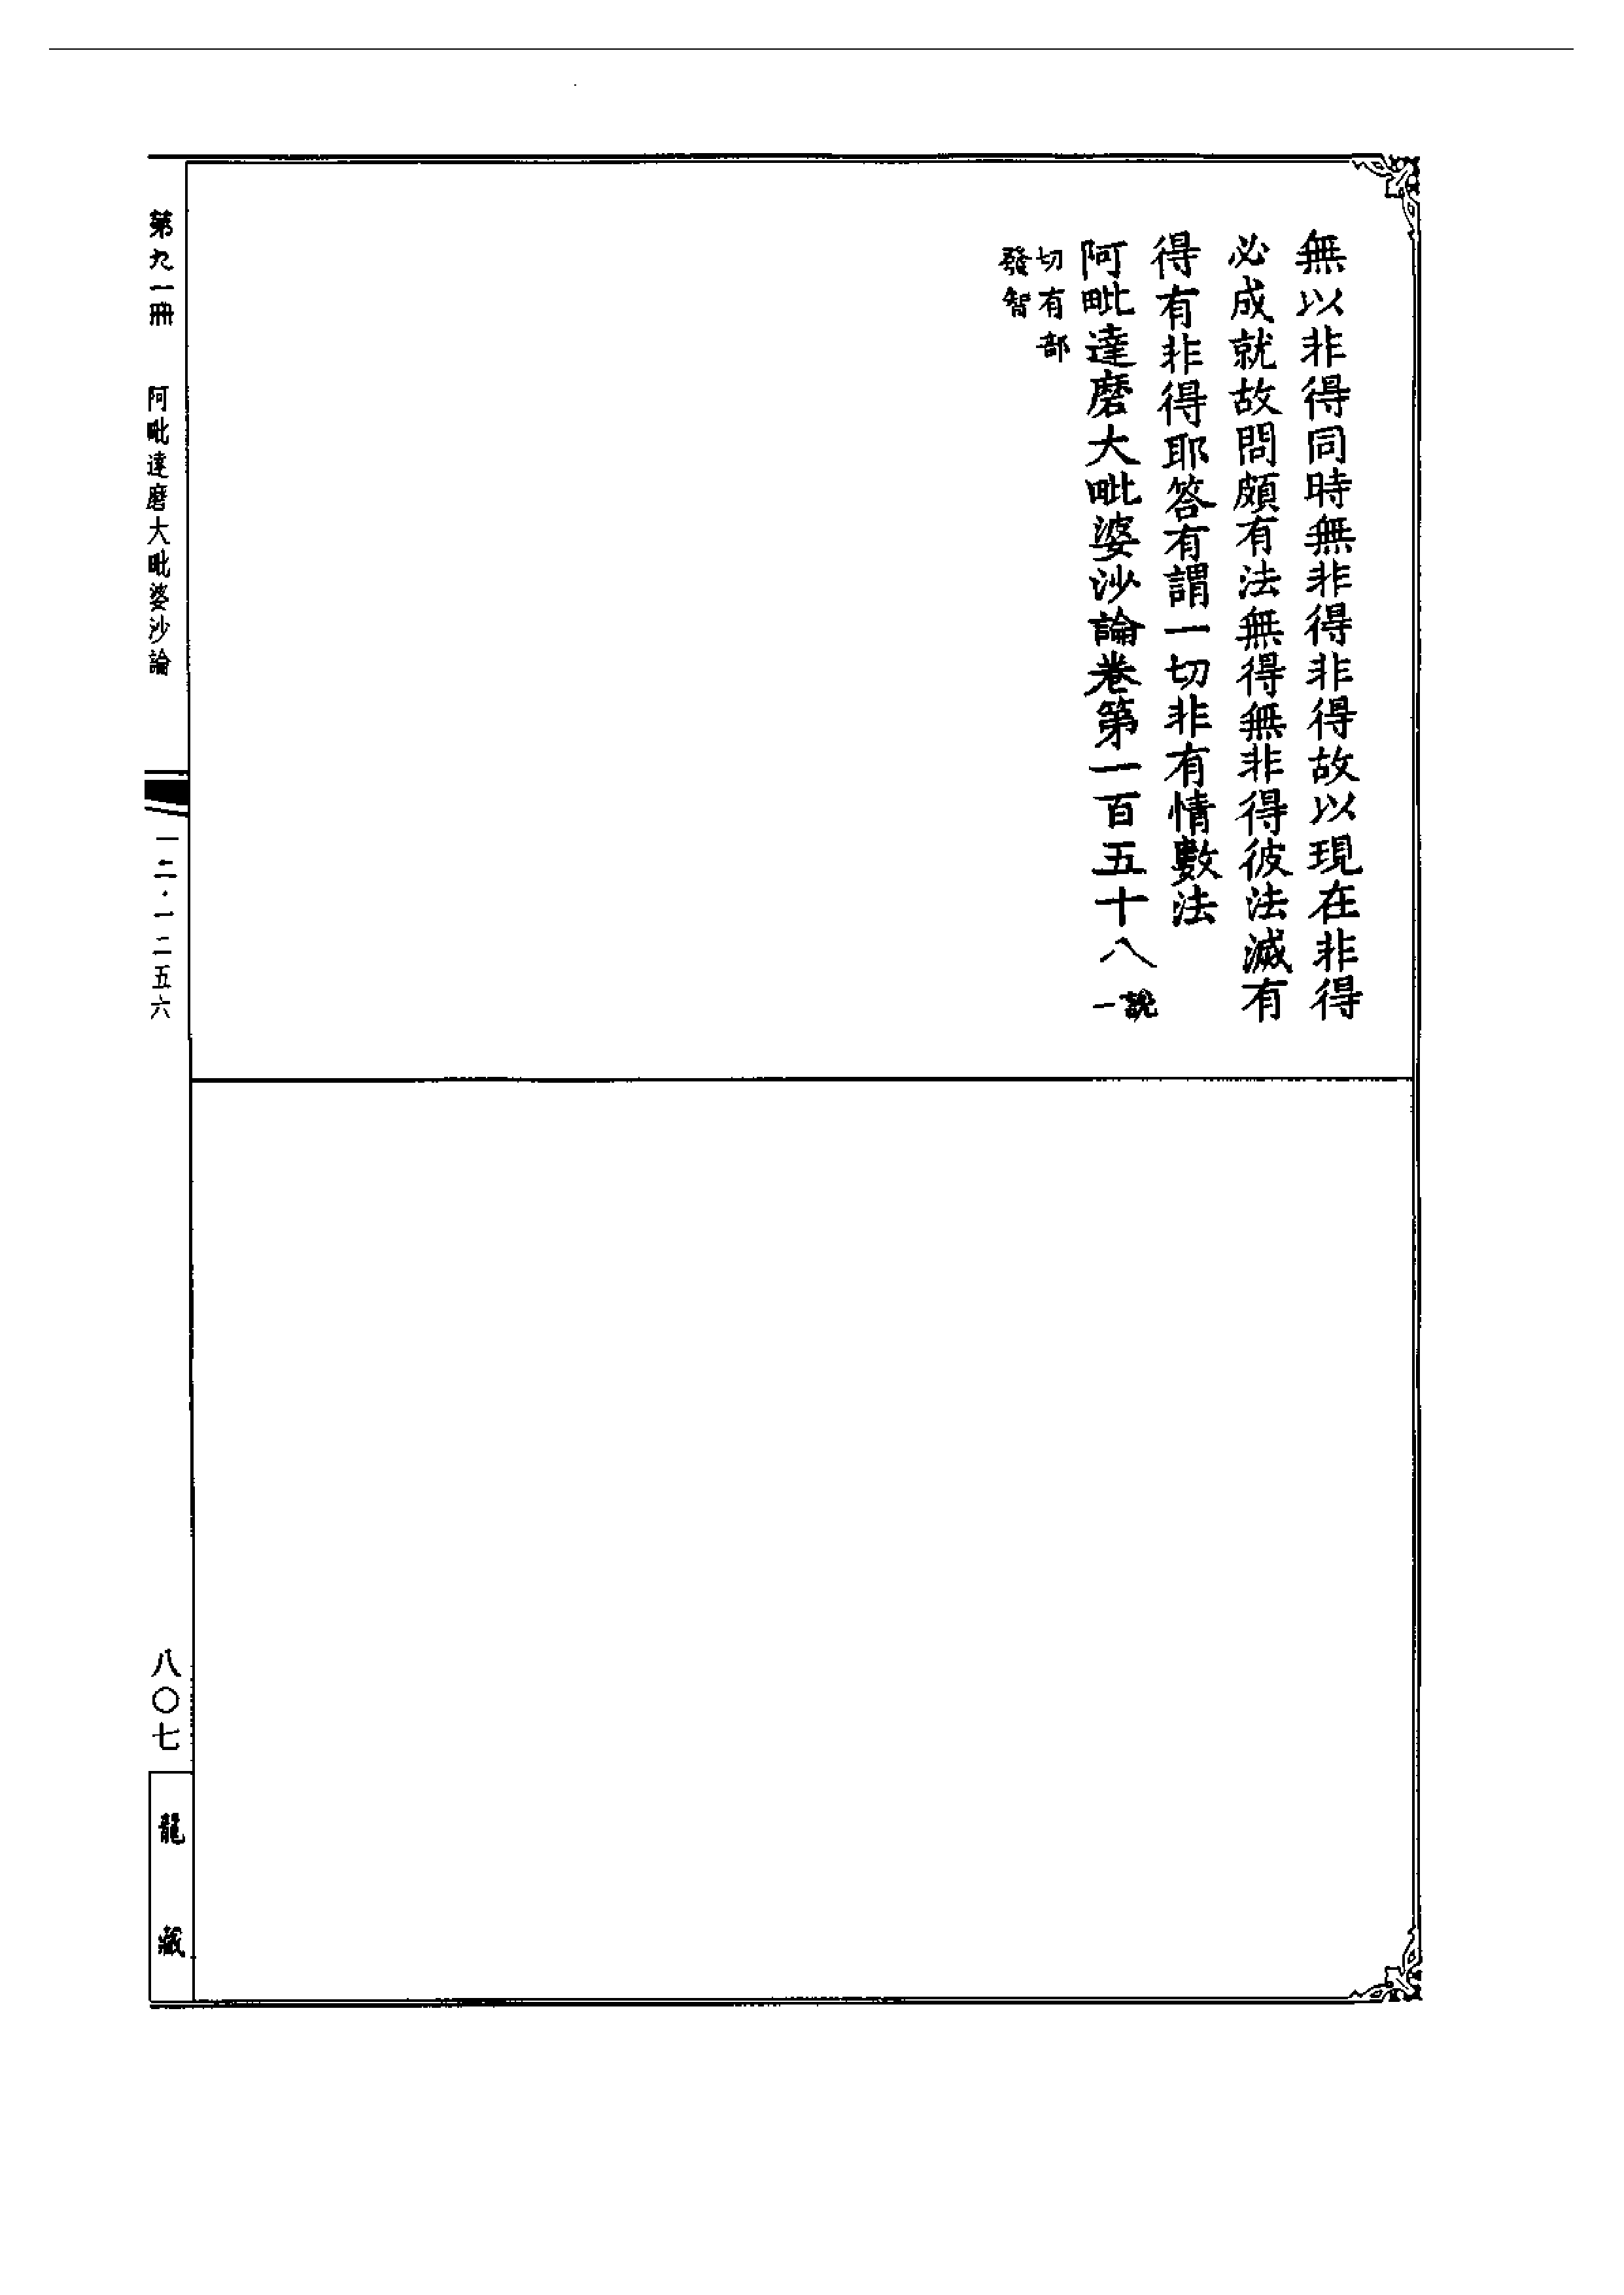 無以非得同時無非得非得故以現在非得
必成就故問頗有法無得無非得彼法滅有
得有非得耶答有謂一切非有情數法
阿毗達磨大毗婆沙論卷第一百五十八
說
一
切有部
發智
第九一冊
阿毗達磨大毗婆沙論
一二·一二五六
八〇七
龍藏